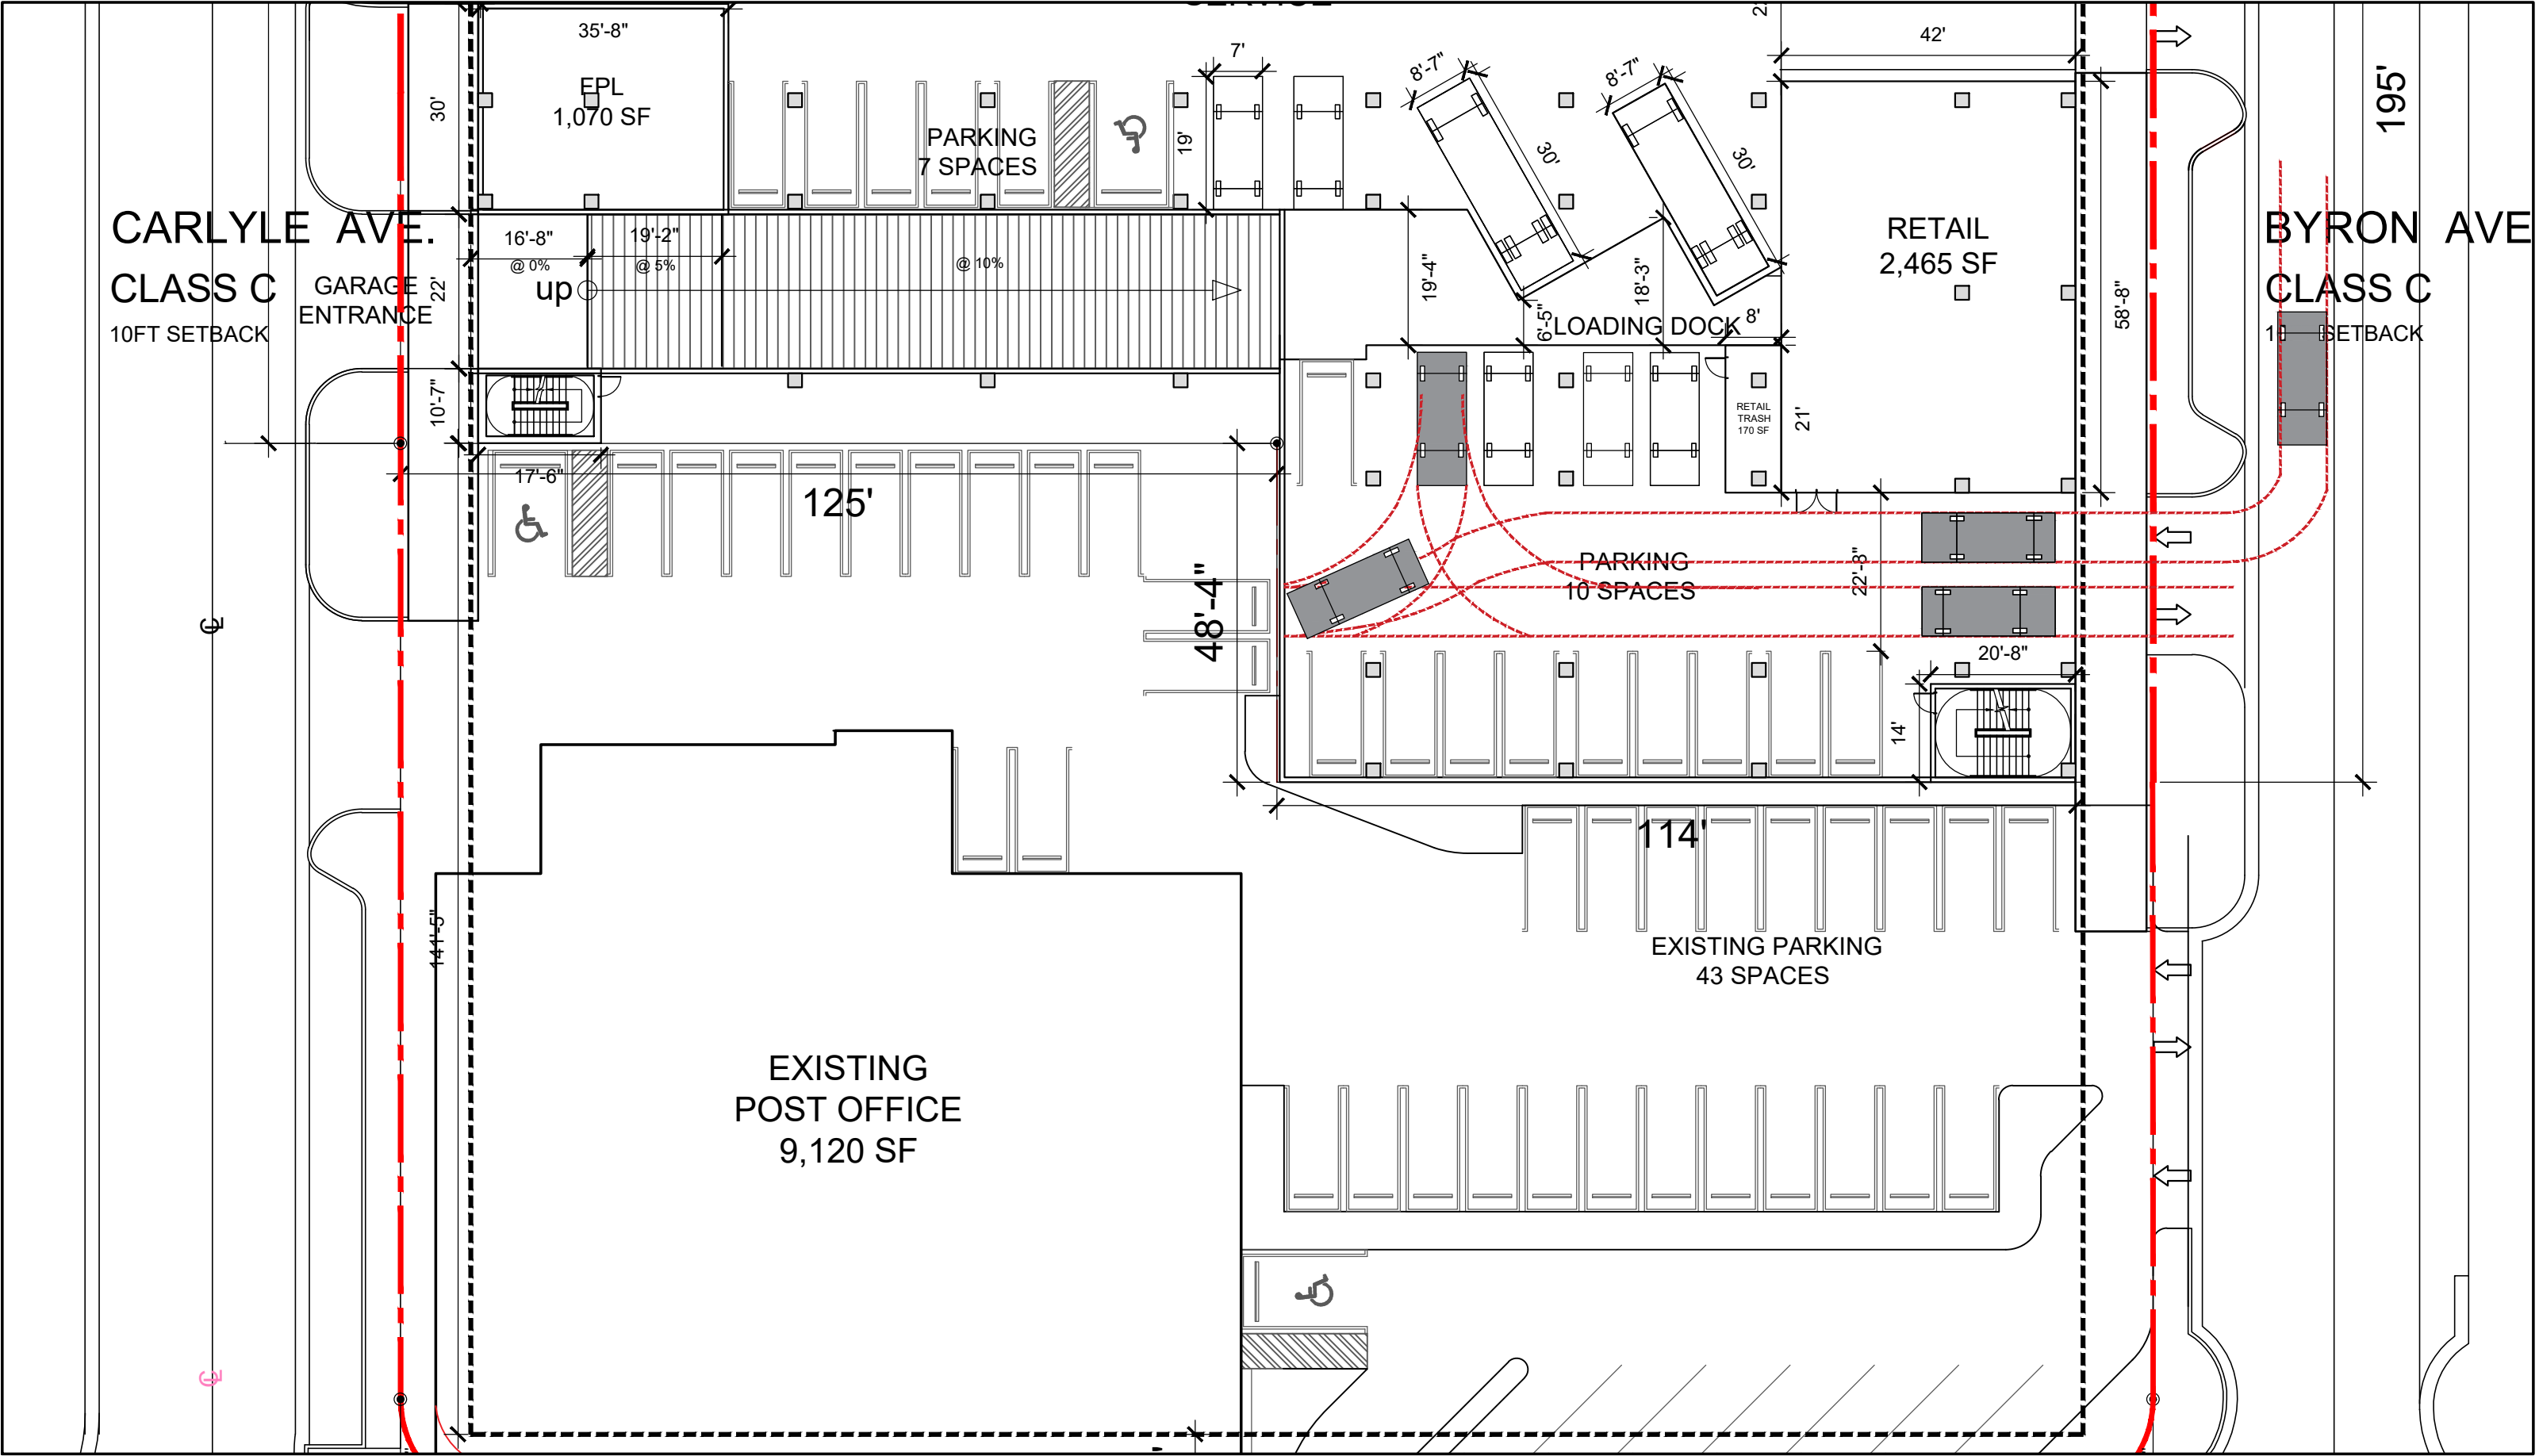 SERVICE
35'-8"
7'
8'-7"
8'-7"
42'
195'
30'
EPL
1,070 SF
PARKING
7 SPACES
19'
30'
30'
CARLYLE AVE.
CLASS C
10FT SETBACK
GARAGE
ENTRANCE
22'
16'-8"
@ 0%
19'-2"
@ 5%
@ 10%
up
19'-4"
6'-5"
18'-3"
LOADING DOCK
8'
RETAIL
2,465 SF
58'-8"
BYRON AVE
CLASS C
SETBACK
10'-7"
17'-6"
125'
RETAIL
TRASH
170 SF
21'
48'-4"
PARKING
10 SPACES
22'-8"
20'-8"
14'
114'
141'-5"
EXISTING PARKING
43 SPACES
EXISTING
POST OFFICE
9,120 SF